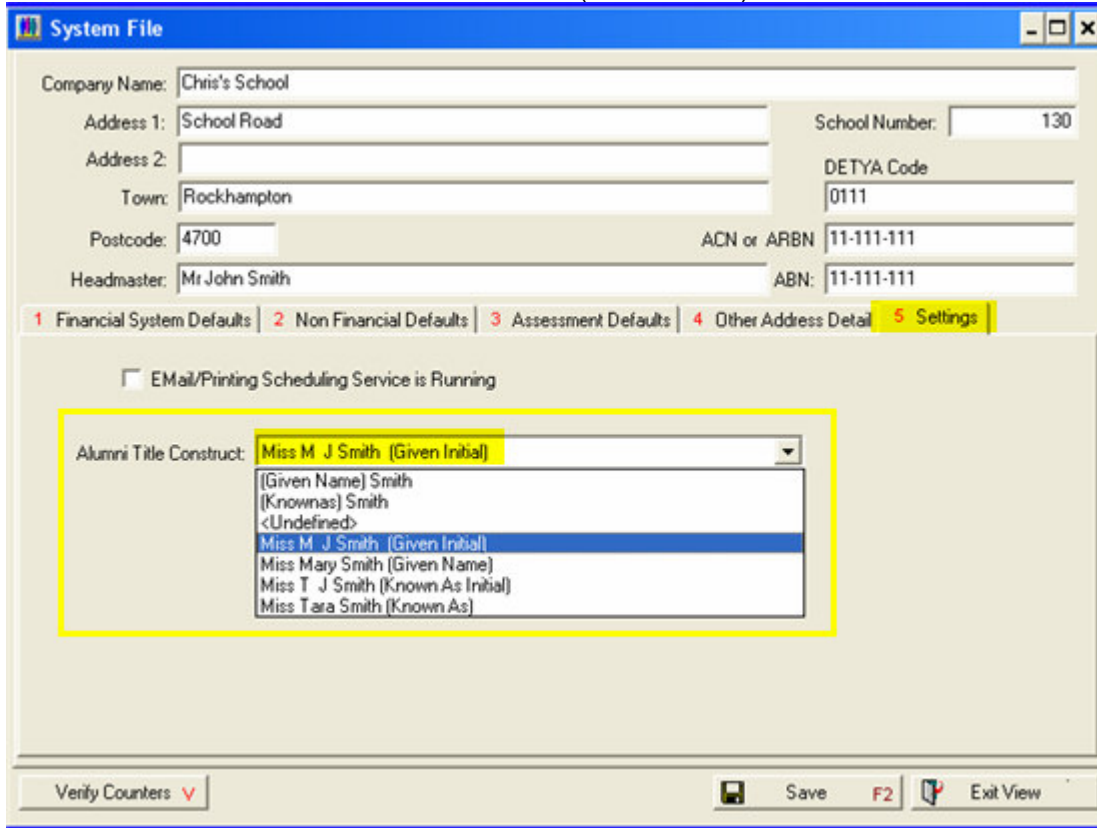 System File
Company Name: Chris's School
Address 1: School Road School Number: 130
Address 2: DETYA Code
Town: Rockhampton 0111
Postcode: 4700 ACN or ARBN 11-111-111
Headmaster: Mr John Smith ABN: 11-111-111
1 Financial System Defaults 2 Non Financial Defaults 3 Assessment Defaults 4 Other Address Detail 5 Settings
EMail/Printing Scheduling Service is Running
Alumni Title Construct: Miss M J Smith (Given Initial)
(Given Name) Smith
(Knownas) Smith
<Undefined>
Miss M J Smith (Given Initial)
Miss Mary Smith (Given Name)
Miss T J Smith (Known As Initial)
Miss Tara Smith (Known As)
Verify Counters V Save F2 Exit View